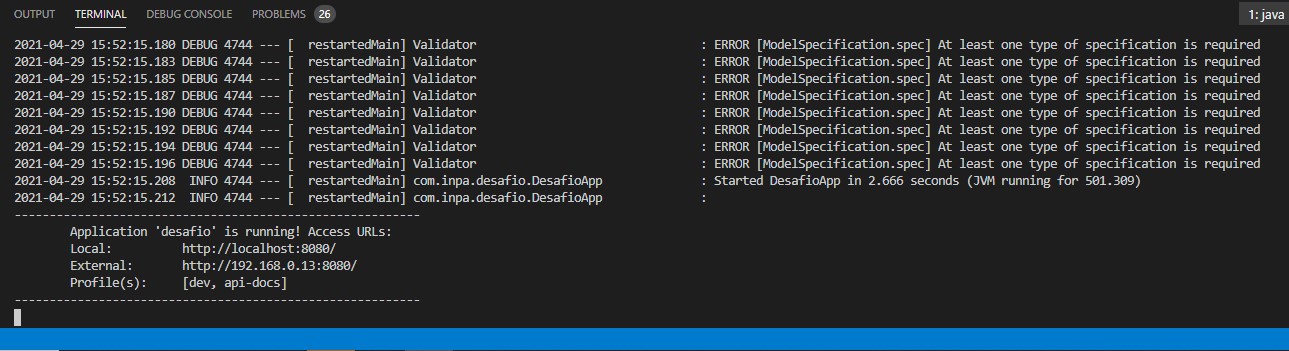 OUTPUT TERMINAL DEBUG CONSOLE PROBLEMS 26 1: java
2021-04-29 15:52:15.180 DEBUG 4744 --- [  restartedMain] Validator                                : ERROR [ModelSpecification.spec] At least one type of specification is required
2021-04-29 15:52:15.183 DEBUG 4744 --- [  restartedMain] Validator                                : ERROR [ModelSpecification.spec] At least one type of specification is required
2021-04-29 15:52:15.185 DEBUG 4744 --- [  restartedMain] Validator                                : ERROR [ModelSpecification.spec] At least one type of specification is required
2021-04-29 15:52:15.187 DEBUG 4744 --- [  restartedMain] Validator                                : ERROR [ModelSpecification.spec] At least one type of specification is required
2021-04-29 15:52:15.190 DEBUG 4744 --- [  restartedMain] Validator                                : ERROR [ModelSpecification.spec] At least one type of specification is required
2021-04-29 15:52:15.192 DEBUG 4744 --- [  restartedMain] Validator                                : ERROR [ModelSpecification.spec] At least one type of specification is required
2021-04-29 15:52:15.194 DEBUG 4744 --- [  restartedMain] Validator                                : ERROR [ModelSpecification.spec] At least one type of specification is required
2021-04-29 15:52:15.196 DEBUG 4744 --- [  restartedMain] Validator                                : ERROR [ModelSpecification.spec] At least one type of specification is required
2021-04-29 15:52:15.208  INFO 4744 --- [  restartedMain] com.inpa.desafio.DesafioApp              : Started DesafioApp in 2.666 seconds (JVM running for 501.309)
2021-04-29 15:52:15.212  INFO 4744 --- [  restartedMain] com.inpa.desafio.DesafioApp              :
----------------------------------------------------------
Application 'desafio' is running! Access URLs:
Local:          http://localhost:8080/
External:       http://192.168.0.13:8080/
Profile(s):     [dev, api-docs]
----------------------------------------------------------